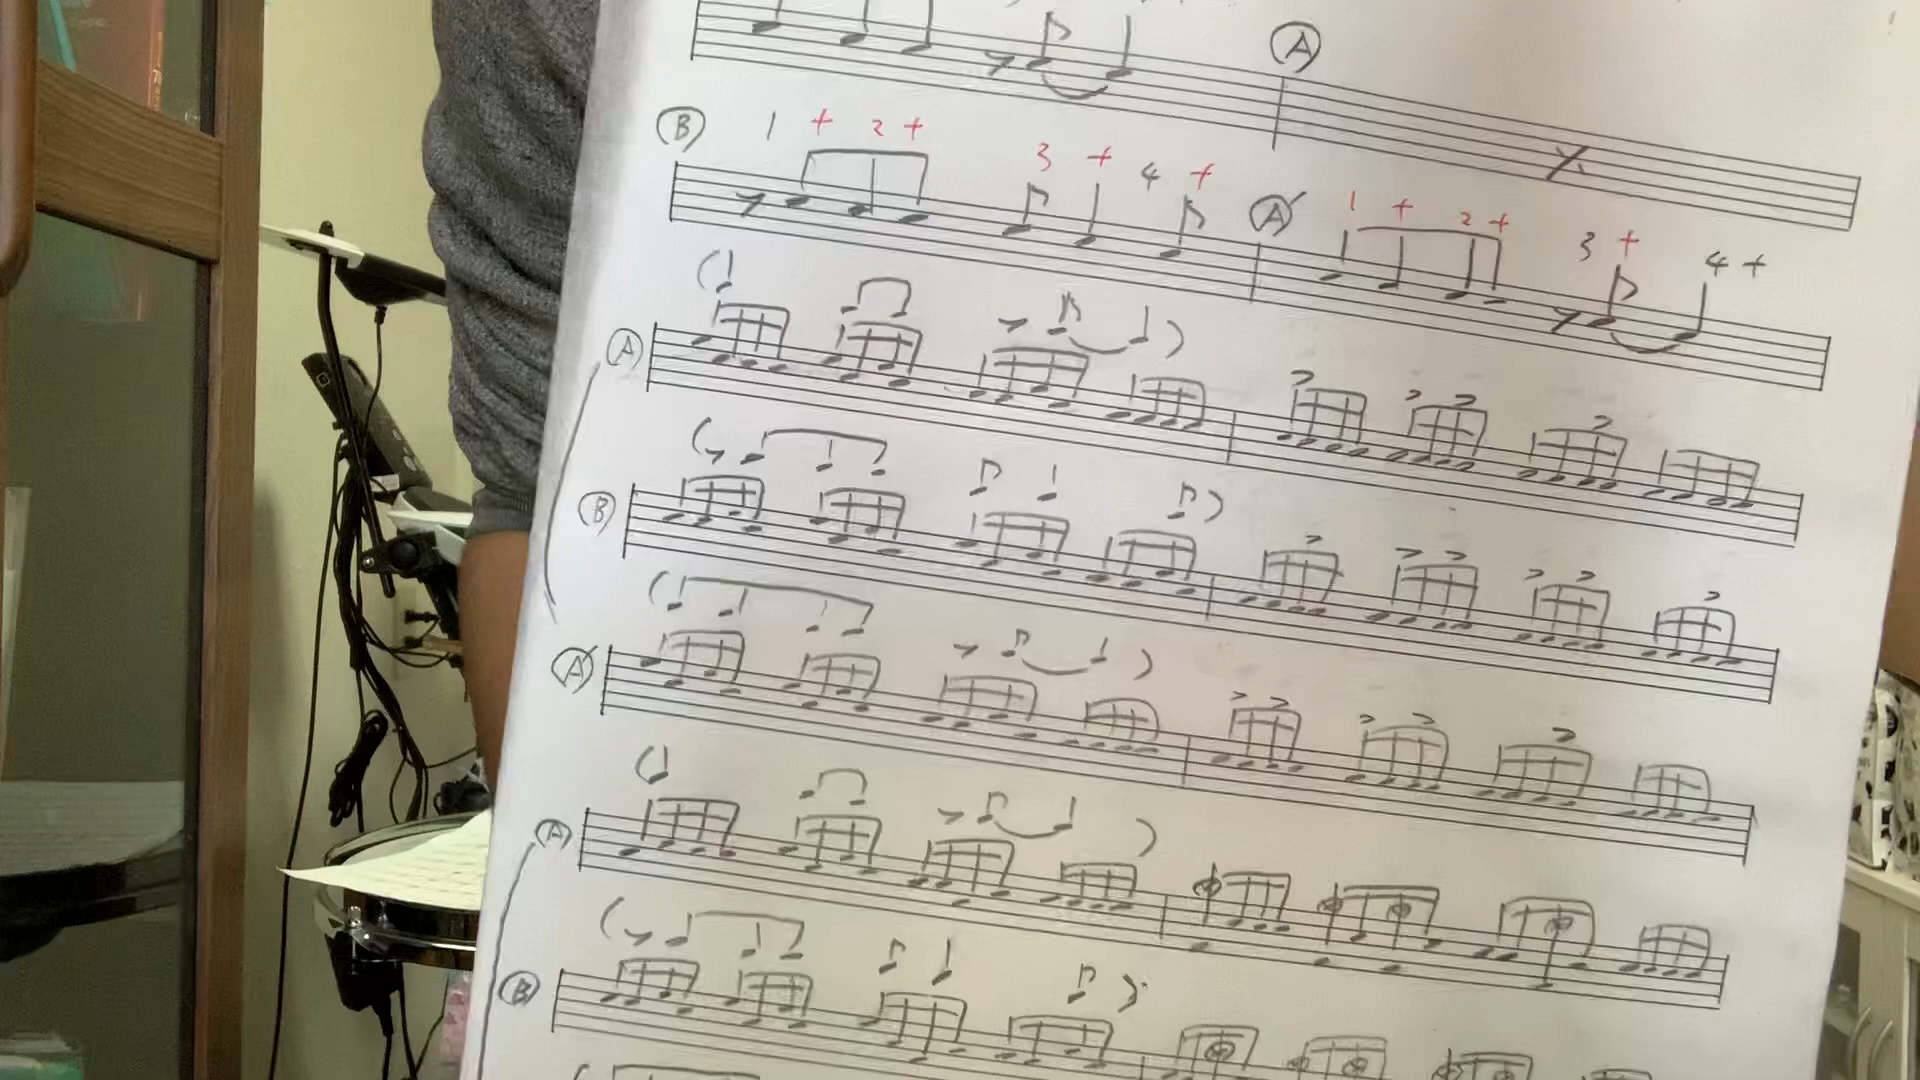 A
B 1 + 2 + 3 + 4 +
A' 1 + 2 + 3 + 4 +
A
B
A'
A
B